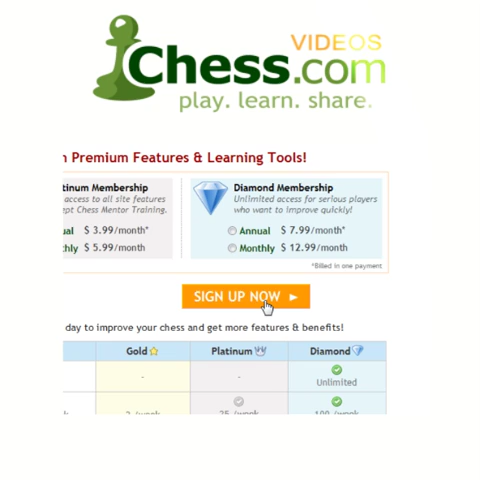 VIDEOS
Chess.com
play. learn. share.
Premium Features & Learning Tools!
tinum Membership
access to all site features
ept Chess Mentor Training.
ual $ 3.99/month*
hly $ 5.99/month
Diamond Membership
Unlimited access for serious players
who want to improve quickly!
Annual $ 7.99/month*
Monthly $ 12.99/month
*Billed in one payment
SIGN UP NOW ►
day to improve your chess and get more features & benefits!
Gold Platinum Diamond
- - Unlimited